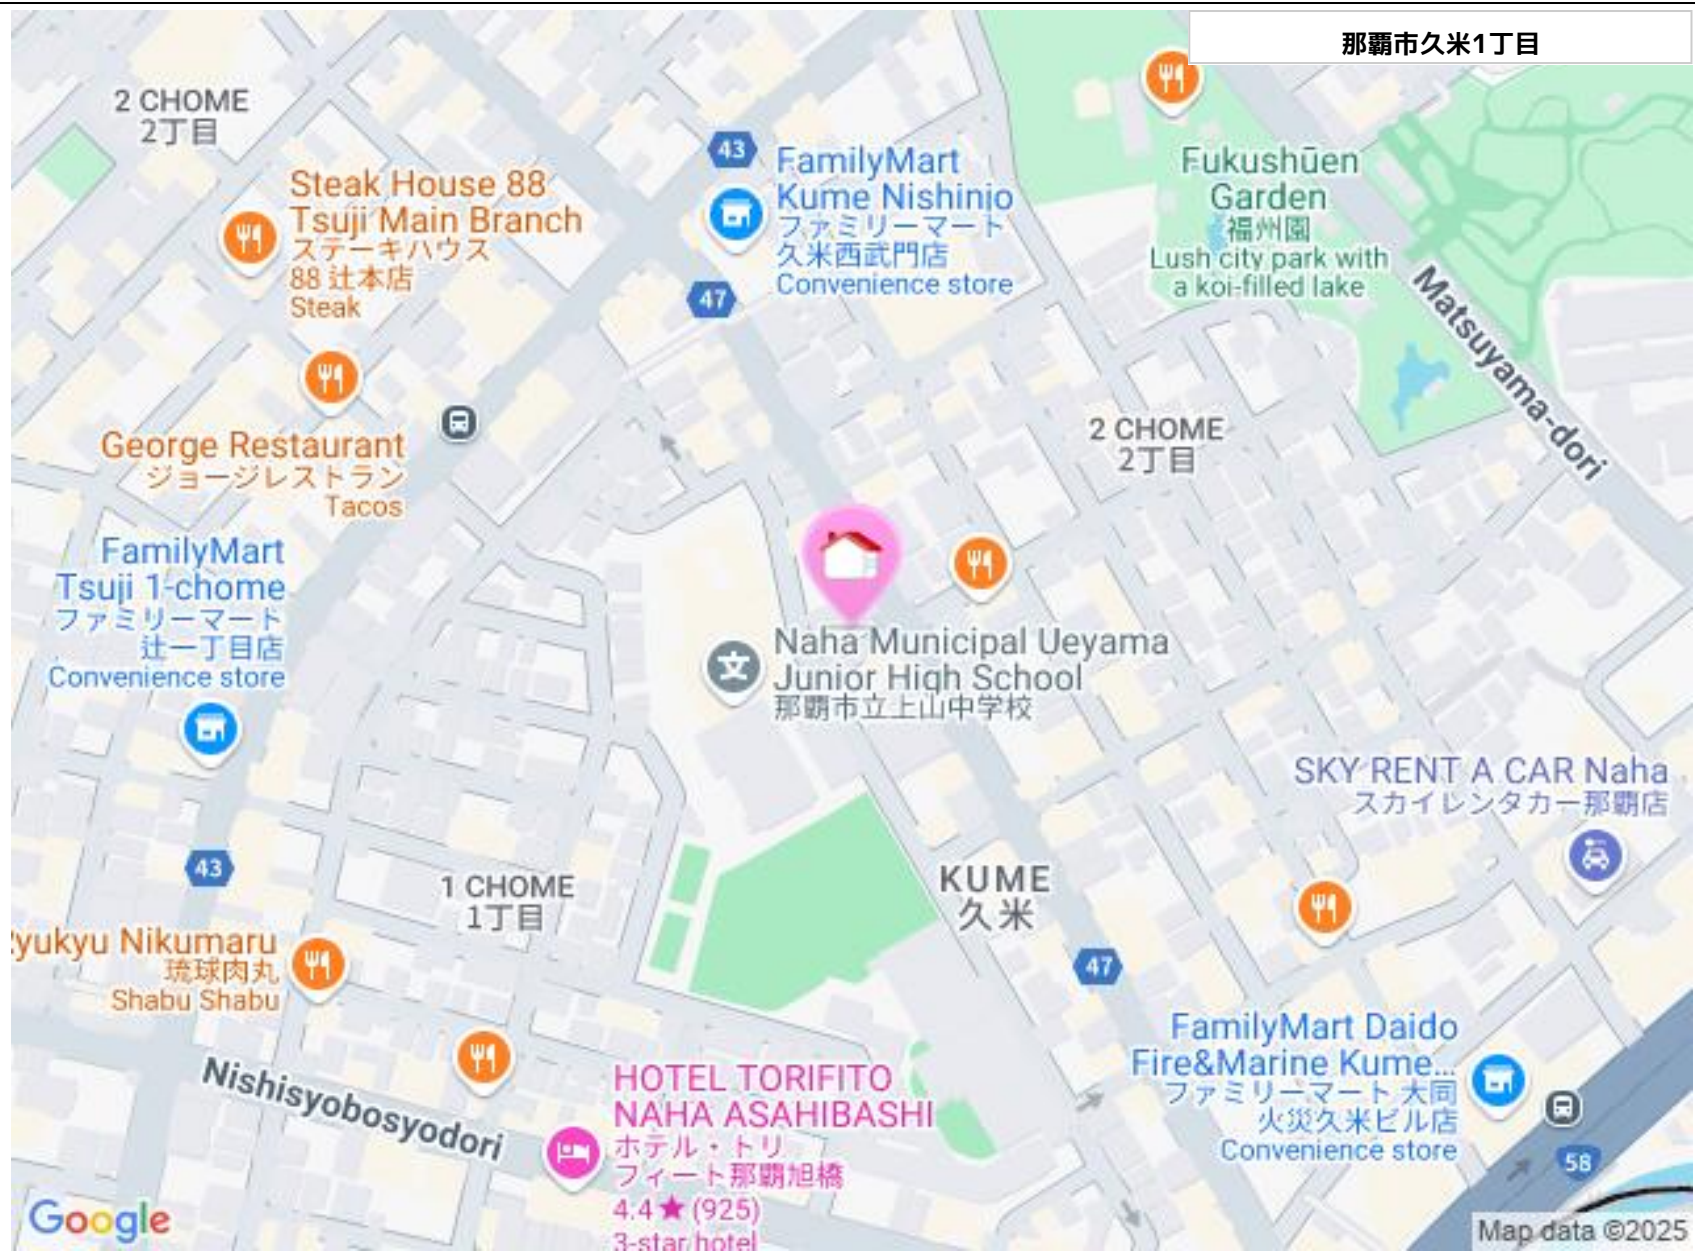 那覇市久米1丁目
2 CHOME
2丁目
43
FamilyMart
Kume Nishinjo
ファミリーマート
久米西武門店
Convenience store
Fukushūen
Garden
福州園
Lush city park with
a koi-filled lake
Steak House 88
Tsuji Main Branch
ステーキハウス
88 辻本店
Steak
47
Matsuyama-dori
George Restaurant
ジョージレストラン
Tacos
2 CHOME
2丁目
FamilyMart
Tsuji 1-chome
ファミリーマート
辻一丁目店
Convenience store
文
Naha Municipal Ueyama
Junior High School
那覇市立上山中学校
SKY RENT A CAR Naha
スカイレンタカー那覇店
43
1 CHOME
1丁目
KUME
久米
Ryukyu Nikumaru
琉球肉丸
Shabu Shabu
47
FamilyMart Daido
Fire&Marine Kume...
ファミリーマート 大同
火災久米ビル店
Convenience store
Nishisyobosyodori
HOTEL TORIFITO
NAHA ASAHIBASHI
ホテル・トリ
フィート那覇旭橋
4.4★ (925)
3-star hotel
58
Google
Map data ©2025